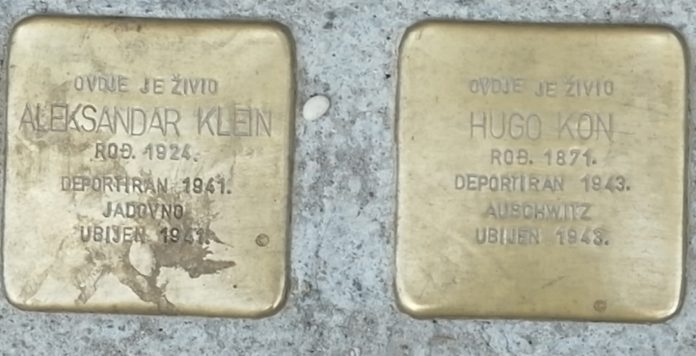 OVDJE JE ŽIVIO
ALEKSANDAR KLEIN
ROĐ. 1924.
DEPORTIRAN 1941.
JADOVNO
UBIJEN 1941.
OVDJE JE ŽIVIO
HUGO KON
ROĐ. 1871.
DEPORTIRAN 1943.
AUSCHWITZ
UBIJEN 1943.